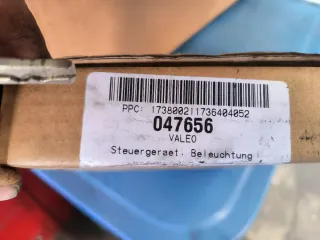 PPC: 173800211736404052
047656
VALEO
Steuergeraet, Beleuchtung